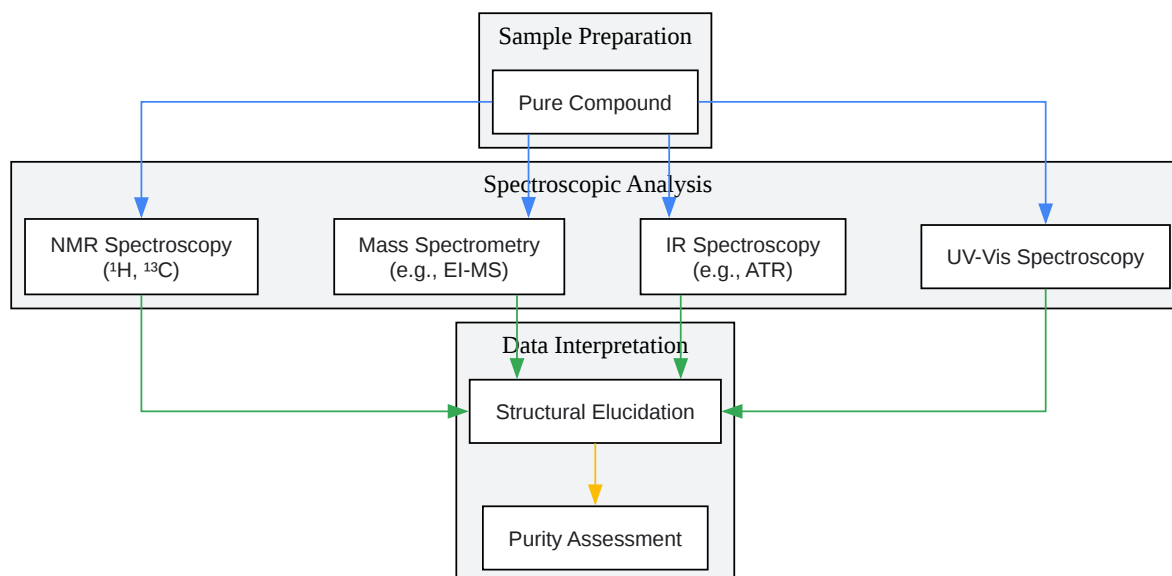 Sample Preparation
Pure Compound
Spectroscopic Analysis
NMR Spectroscopy
(¹H, ¹³C)
Mass Spectrometry
(e.g., EI-MS)
IR Spectroscopy
(e.g., ATR)
UV-Vis Spectroscopy
Data Interpretation
Structural Elucidation
Purity Assessment